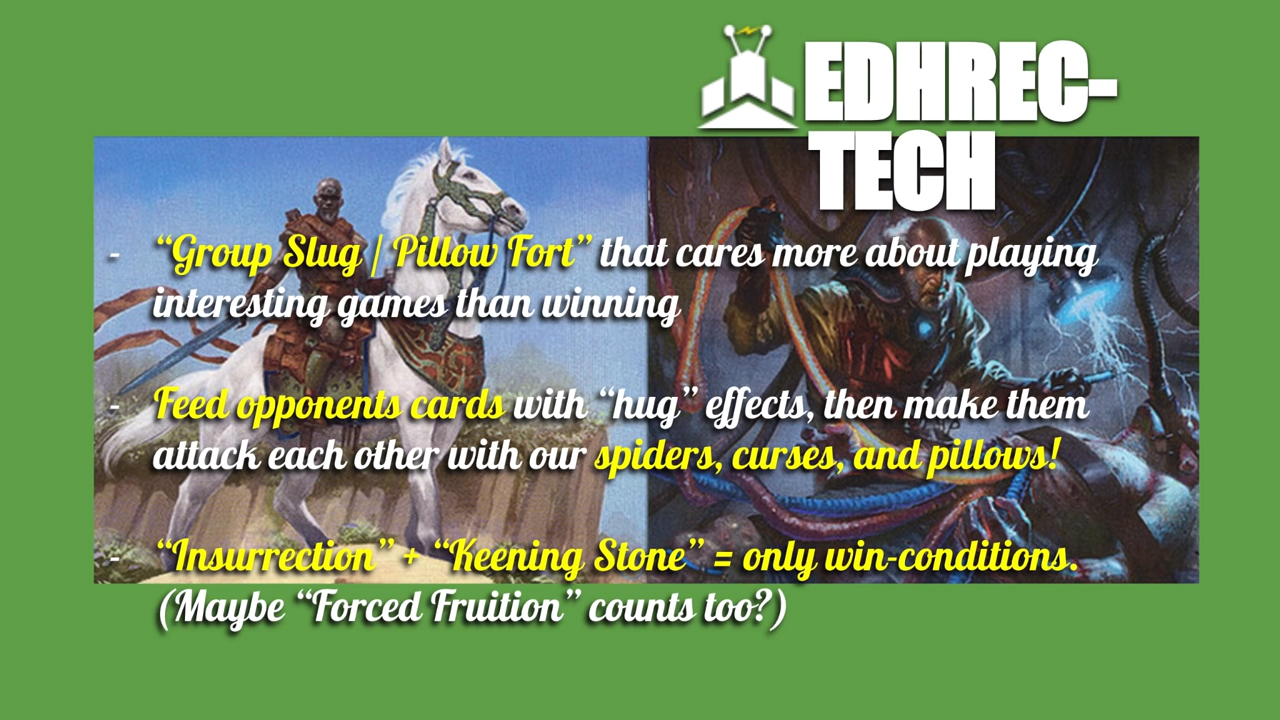 EDHREC-
TECH
- “Group Slug / Pillow Fort” that cares more about playing
interesting games than winning
- Feed opponents cards with “hug” effects, then make them
attack each other with our spiders, curses, and pillows!
- “Insurrection” + “Keening Stone” = only win-conditions.
(Maybe “Forced Fruition” counts too?)